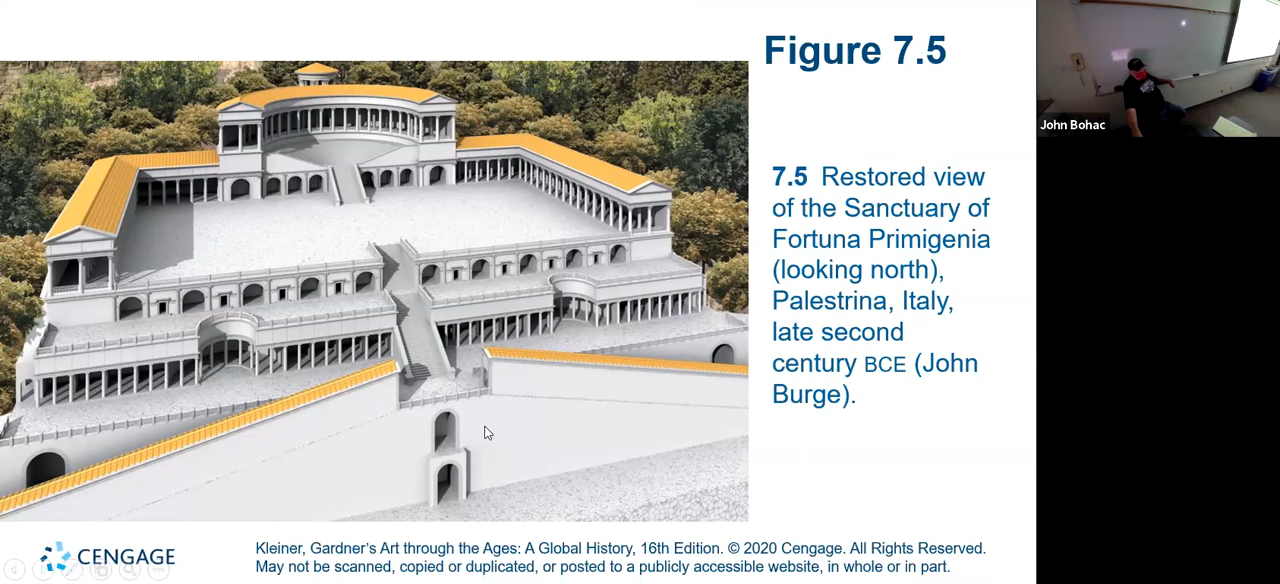 Figure 7.5
John Bohac
7.5 Restored view
of the Sanctuary of
Fortuna Primigenia
(looking north),
Palestrina, Italy,
late second
century BCE (John
Burge).
CENGAGE
Kleiner, Gardner's Art through the Ages: A Global History, 16th Edition. © 2020 Cengage. All Rights Reserved.
May not be scanned, copied or duplicated, or posted to a publicly accessible website, in whole or in part.